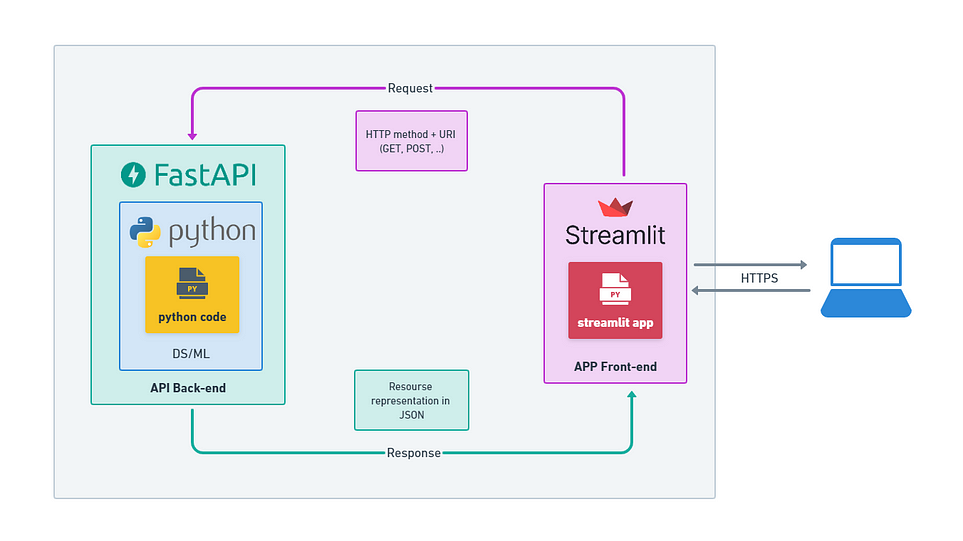 Request
HTTP method + URI
(GET, POST, ..)
FastAPI
python
PY
python code
DS/ML
API Back-end
Streamlit
PY
streamlit app
APP Front-end
HTTPS
Resourse
representation in
JSON
Response